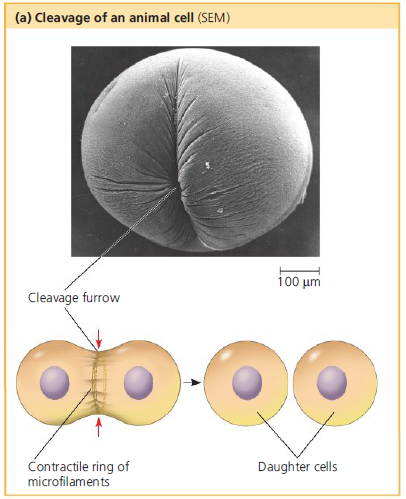 (a) Cleavage of an animal cell (SEM)
100 μm
Cleavage furrow
Contractile ring of
microfilaments
Daughter cells